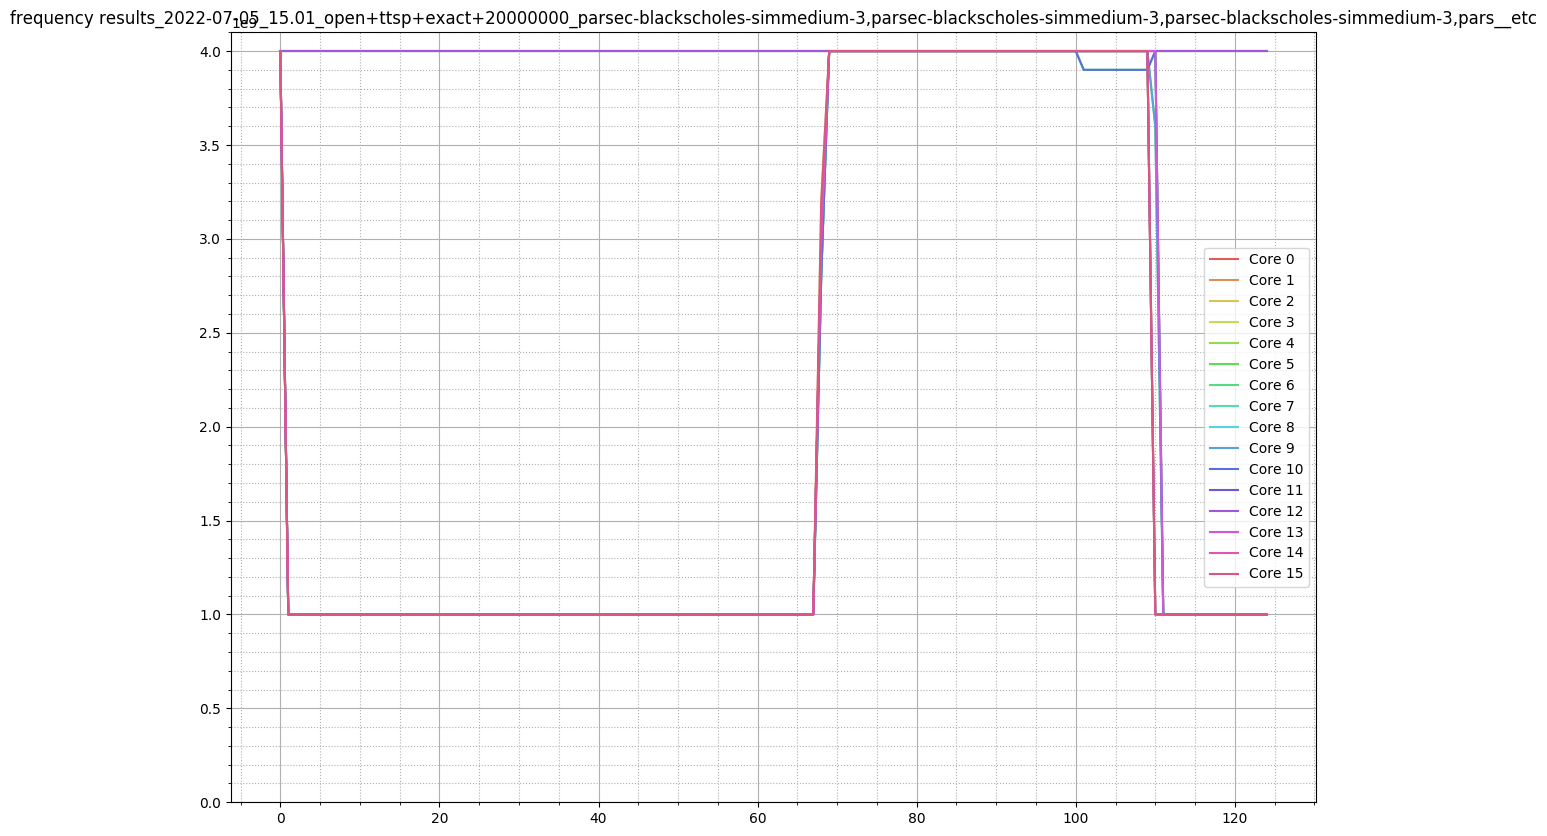 frequency results_2022-07-05_15.01_open+ttsp+exact+20000000_parsec-blackscholes-simmedium-3,parsec-blackscholes-simmedium-3,parsec-blackscholes-simmedium-3,pars__etc
1e9
4.0
3.5
3.0
2.5
2.0
1.5
1.0
0.5
0.0
Core 0
Core 1
Core 2
Core 3
Core 4
Core 5
Core 6
Core 7
Core 8
Core 9
Core 10
Core 11
Core 12
Core 13
Core 14
Core 15
0 20 40 60 80 100 120